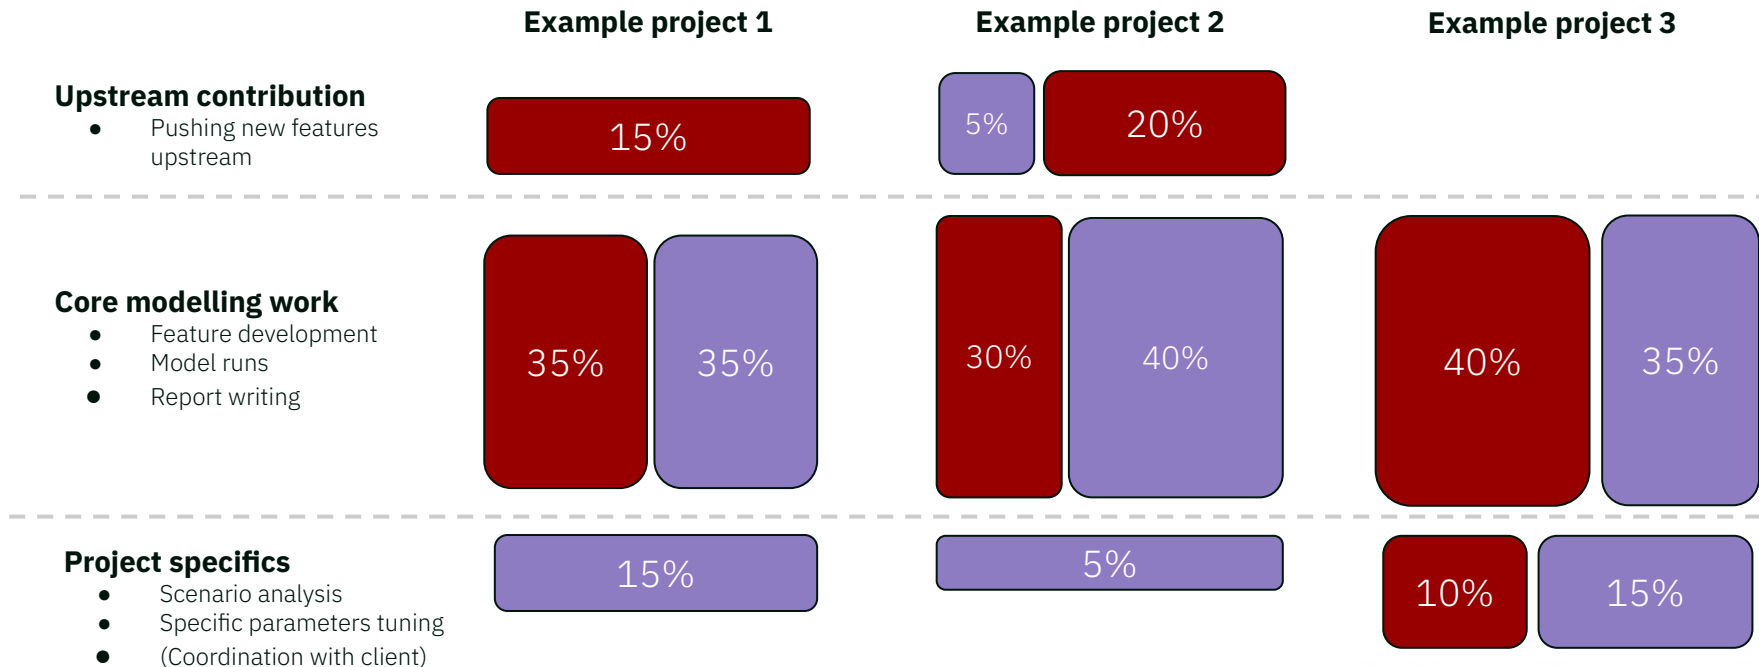 Example project 1
Example project 2
Example project 3
Upstream contribution
● Pushing new features
upstream
15%
5%
20%
Core modelling work
● Feature development
● Model runs
● Report writing
35%
35%
30%
40%
40%
35%
Project specifics
● Scenario analysis
● Specific parameters tuning
● (Coordination with client)
15%
5%
10%
15%